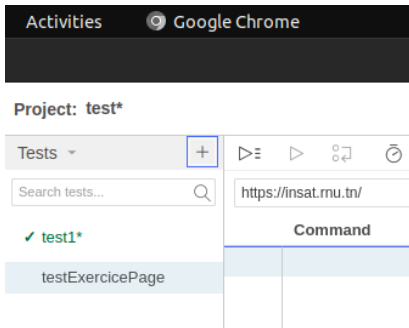 Activities Google Chrome
Project: test*
Tests +
Search tests... https://insat.rnu.tn/
Command
✓ test1*
testExercicePage